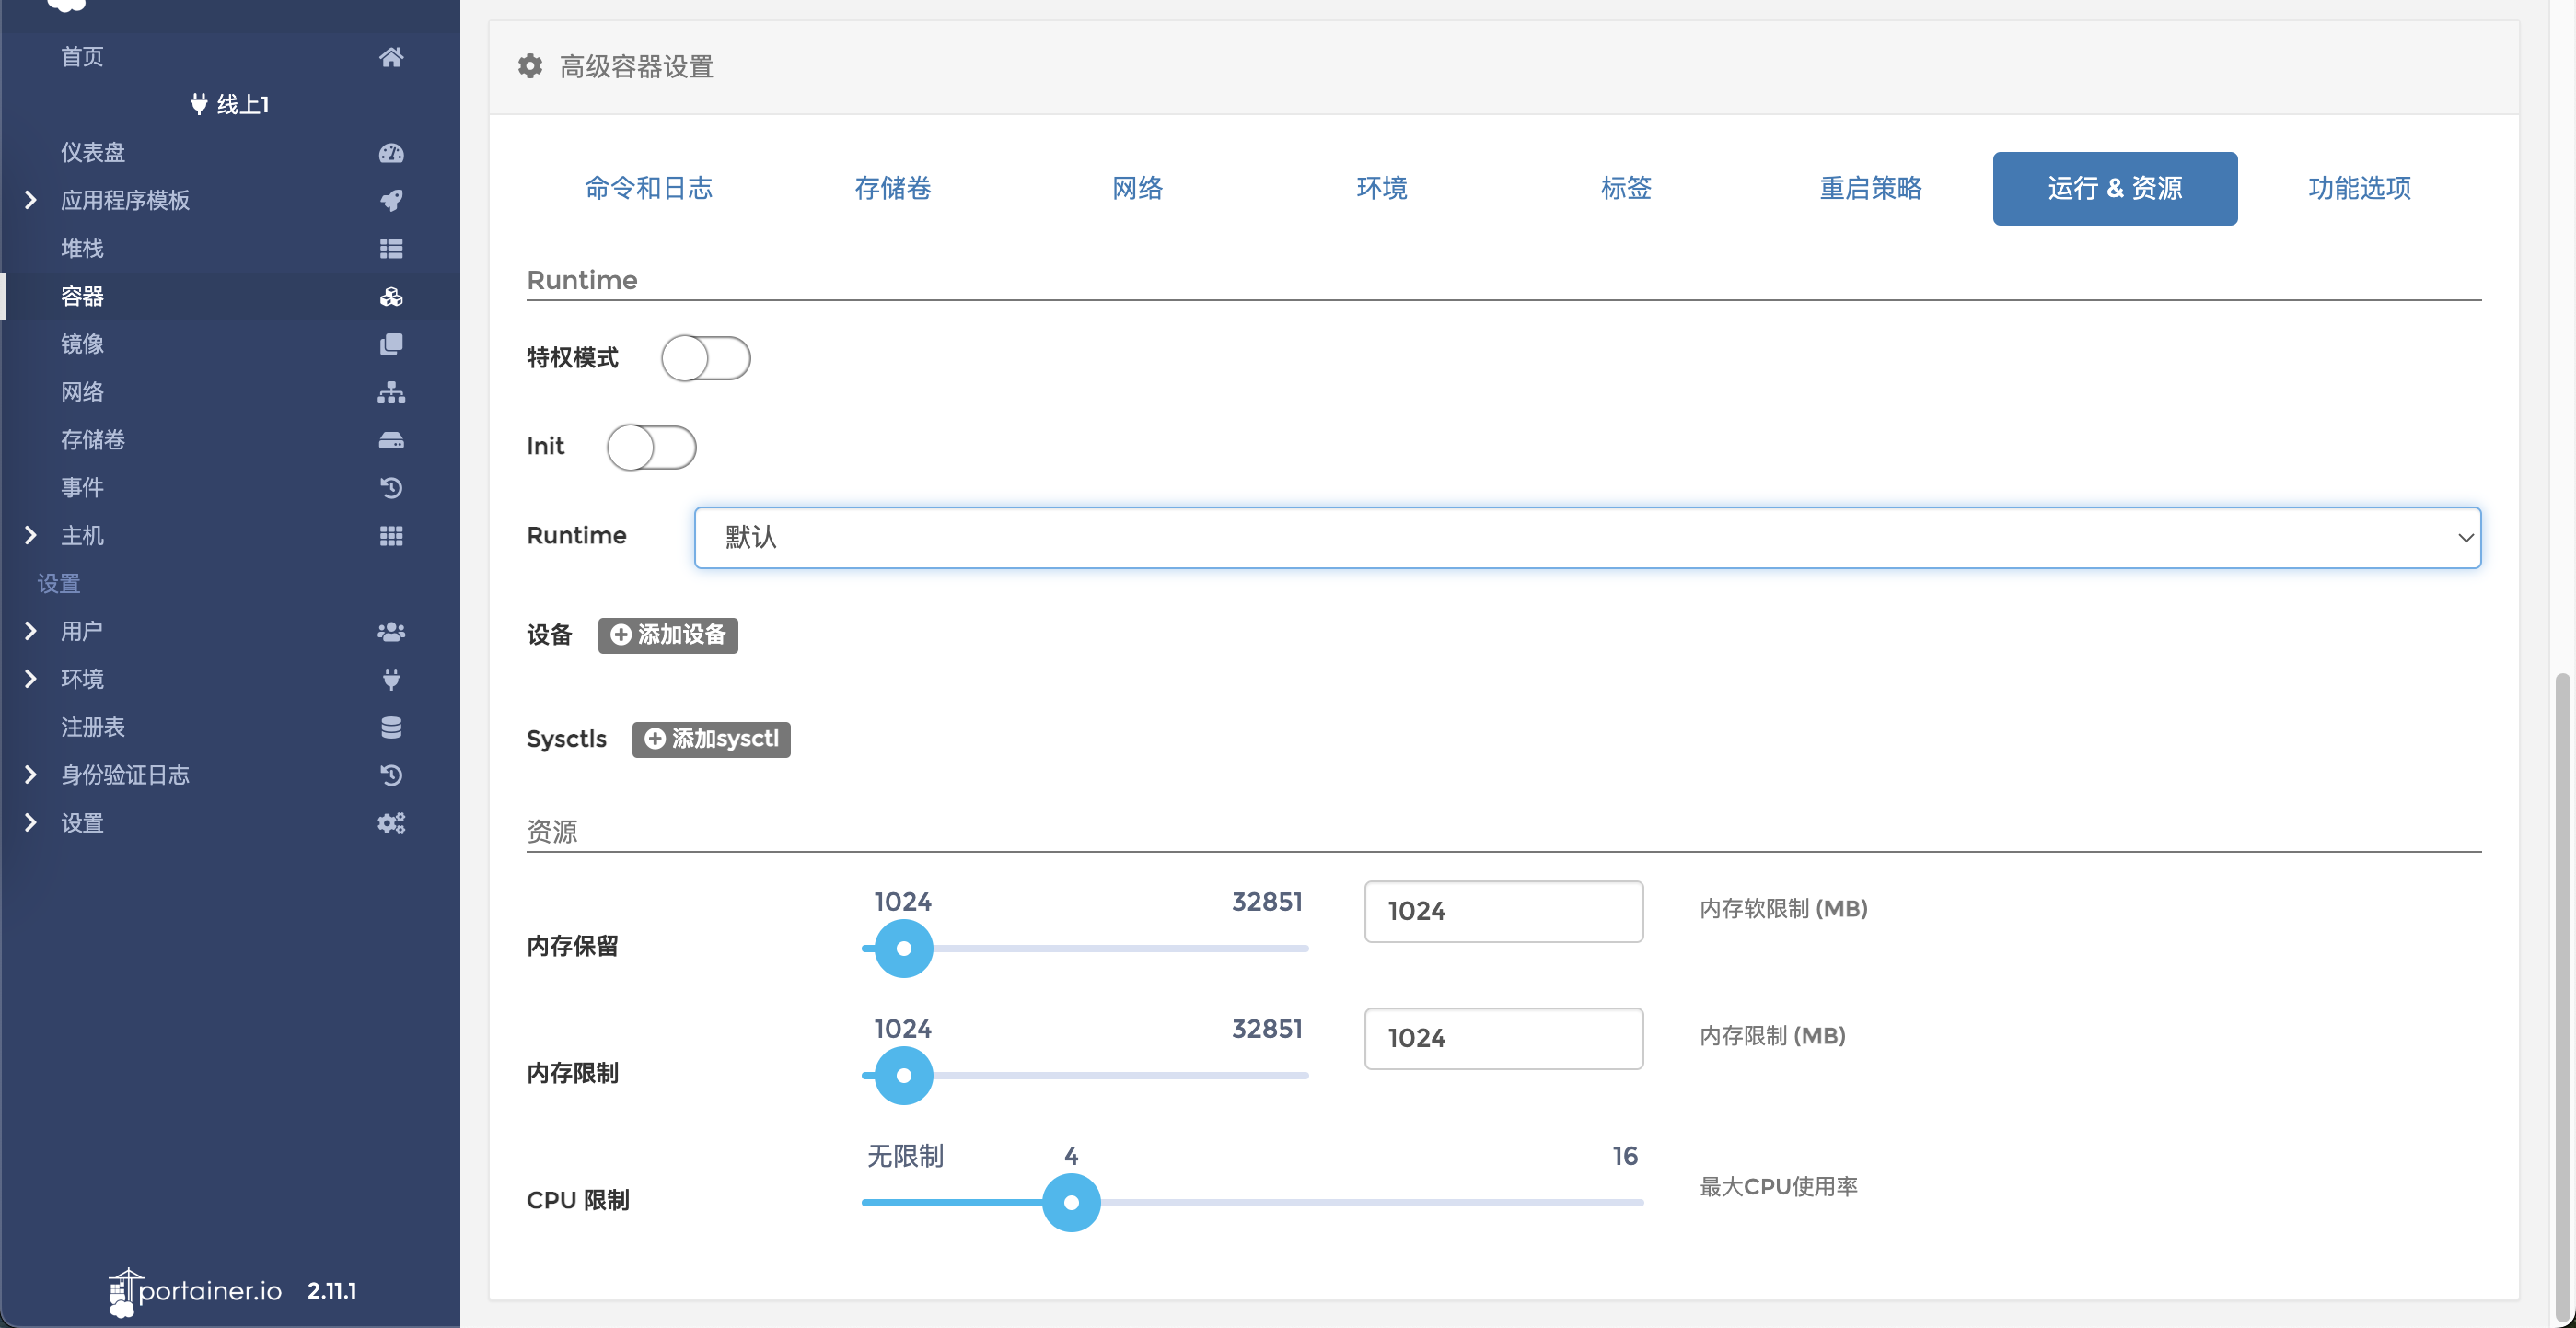 首页
线上1
仪表盘
应用程序模板
堆栈
容器
镜像
网络
存储卷
事件
主机
设置
用户
环境
注册表
身份验证日志
设置
portainer.io 2.11.1
高级容器设置
命令和日志 存储卷 网络 环境 标签 重启策略 运行 & 资源 功能选项
Runtime
特权模式
Init
Runtime 默认
设备 添加设备
Sysctls 添加sysctl
资源
1024 32851
内存保留 1024 内存软限制 (MB)
1024 32851
内存限制 1024 内存限制 (MB)
无限制 4 16
CPU 限制 最大CPU使用率